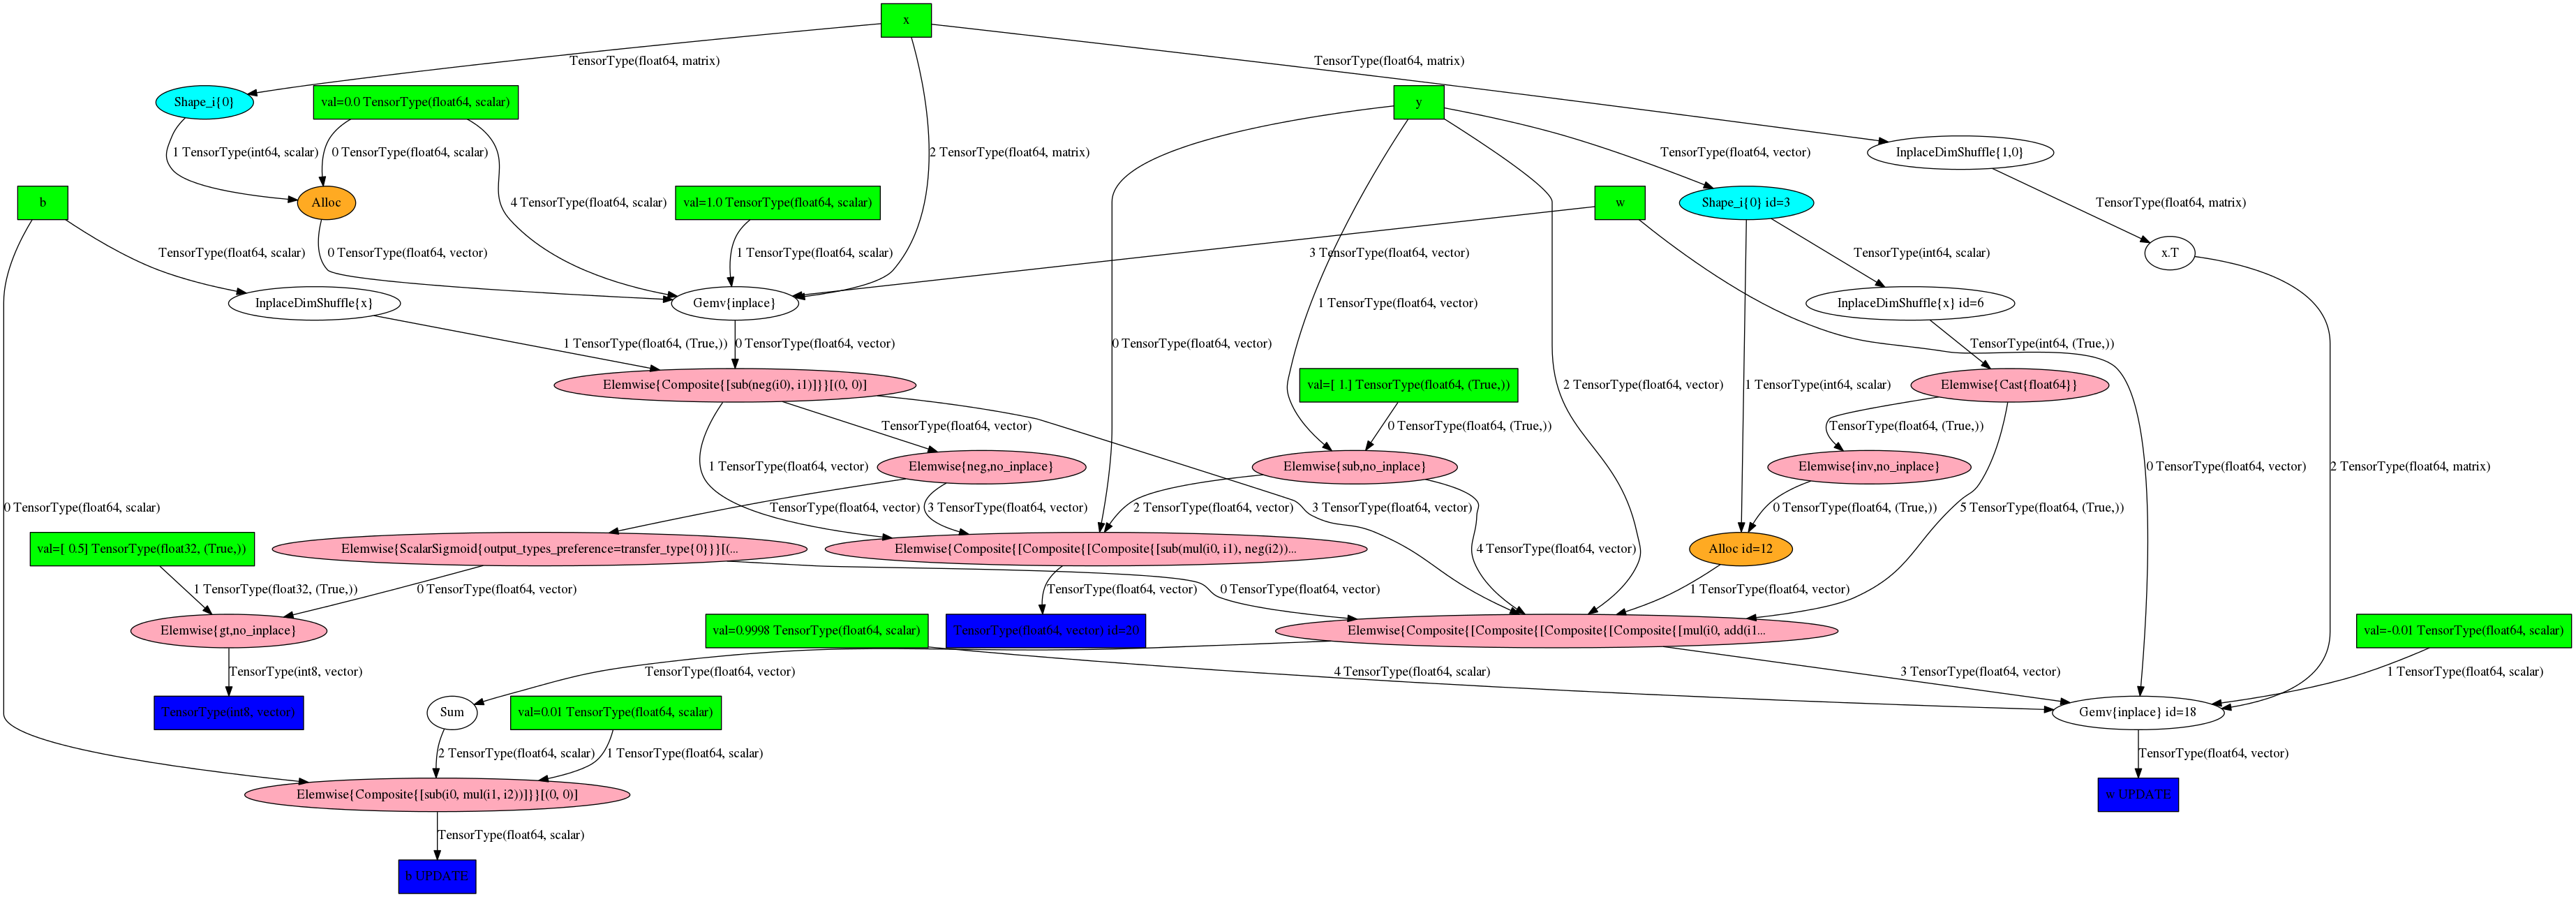 x
TensorType(float64, matrix)
TensorType(float64, matrix)
Shape_i{0}
val=0.0 TensorType(float64, scalar)
y
1 TensorType(int64, scalar)
0 TensorType(float64, scalar)
2 TensorType(float64, matrix)
TensorType(float64, vector)
InplaceDimShuffle{1,0}
b
Alloc
4 TensorType(float64, scalar)
val=1.0 TensorType(float64, scalar)
w
Shape_i{0} id=3
TensorType(float64, matrix)
TensorType(float64, scalar)
0 TensorType(float64, vector)
1 TensorType(float64, scalar)
3 TensorType(float64, vector)
TensorType(int64, scalar)
x.T
InplaceDimShuffle{x}
Gemv{inplace}
1 TensorType(float64, vector)
InplaceDimShuffle{x} id=6
1 TensorType(float64, (True,))
0 TensorType(float64, vector)
0 TensorType(float64, vector)
TensorType(int64, (True,))
Elemwise{Composite{[sub(neg(i0), i1)]}}[(0, 0)]
val=[ 1.] TensorType(float64, (True,))
2 TensorType(float64, vector)
1 TensorType(int64, scalar)
Elemwise{Cast{float64}}
TensorType(float64, vector)
0 TensorType(float64, (True,))
TensorType(float64, (True,))
1 TensorType(float64, vector)
Elemwise{neg,no_inplace}
Elemwise{sub,no_inplace}
Elemwise{inv,no_inplace}
0 TensorType(float64, vector)
2 TensorType(float64, matrix)
0 TensorType(float64, scalar)
TensorType(float64, vector)
3 TensorType(float64, vector)
2 TensorType(float64, vector)
3 TensorType(float64, vector)
0 TensorType(float64, (True,))
5 TensorType(float64, (True,))
val=[ 0.5] TensorType(float32, (True,))
Elemwise{ScalarSigmoid{output_types_preference=transfer_type{0}}}[(...
Elemwise{Composite{[Composite{[Composite{[Composite{[sub(mul(i0, i1), neg(i2))...
4 TensorType(float64, vector)
Alloc id=12
1 TensorType(float32, (True,))
0 TensorType(float64, vector)
TensorType(float64, vector)
0 TensorType(float64, vector)
1 TensorType(float64, vector)
Elemwise{gt,no_inplace}
val=0.9998 TensorType(float64, scalar)
TensorType(float64, vector) id=20
Elemwise{Composite{[Composite{[Composite{[Composite{[Composite{[mul(i0, add(i1...
val=-0.01 TensorType(float64, scalar)
TensorType(int8, vector)
TensorType(float64, vector)
4 TensorType(float64, scalar)
3 TensorType(float64, vector)
1 TensorType(float64, scalar)
TensorType(int8, vector)
Sum
val=0.01 TensorType(float64, scalar)
Gemv{inplace} id=18
2 TensorType(float64, scalar)
1 TensorType(float64, scalar)
TensorType(float64, vector)
Elemwise{Composite{[sub(i0, mul(i1, i2))]}}[(0, 0)]
w UPDATE
TensorType(float64, scalar)
b UPDATE